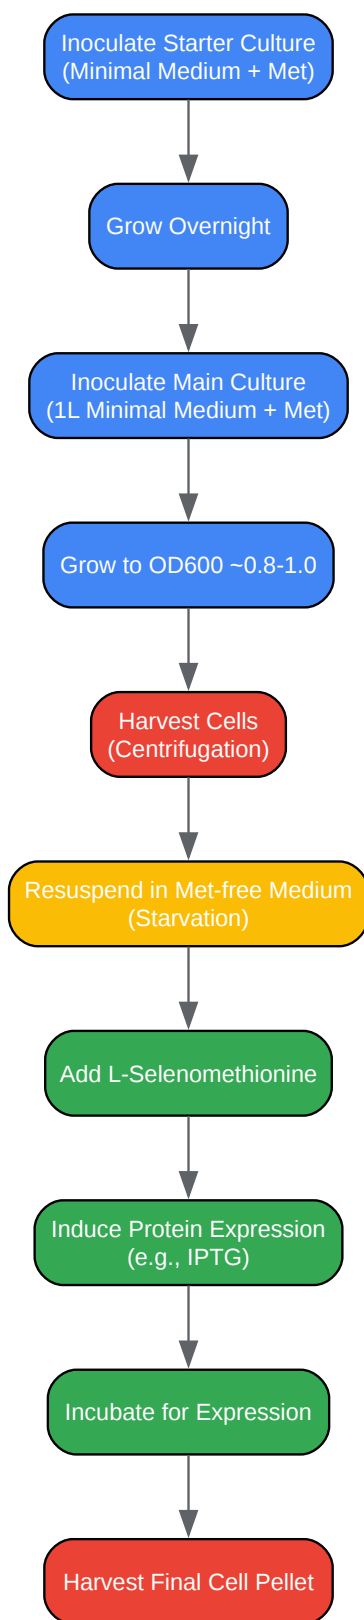 Inoculate Starter Culture
(Minimal Medium + Met)
Grow Overnight
Inoculate Main Culture
(1L Minimal Medium + Met)
Grow to OD600 ~0.8-1.0
Harvest Cells
(Centrifugation)
Resuspend in Met-free Medium
(Starvation)
Add L-Selenomethionine
Induce Protein Expression
(e.g., IPTG)
Incubate for Expression
Harvest Final Cell Pellet